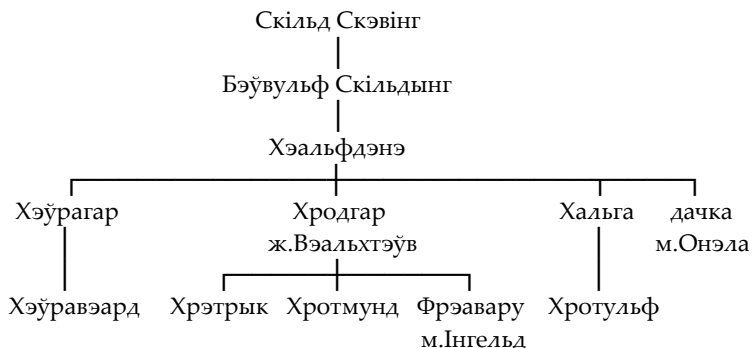 Скільд Скэвінг
Бэўвульф Скільдынг
Хэальфдэнэ
Хэўрагар Хродгар Хальга дачка
ж.Вэальхтэўв м.Онэла
Хэўравэард Хрэтрык Хротмунд Фрэавару Хротульф
м.Інгельд